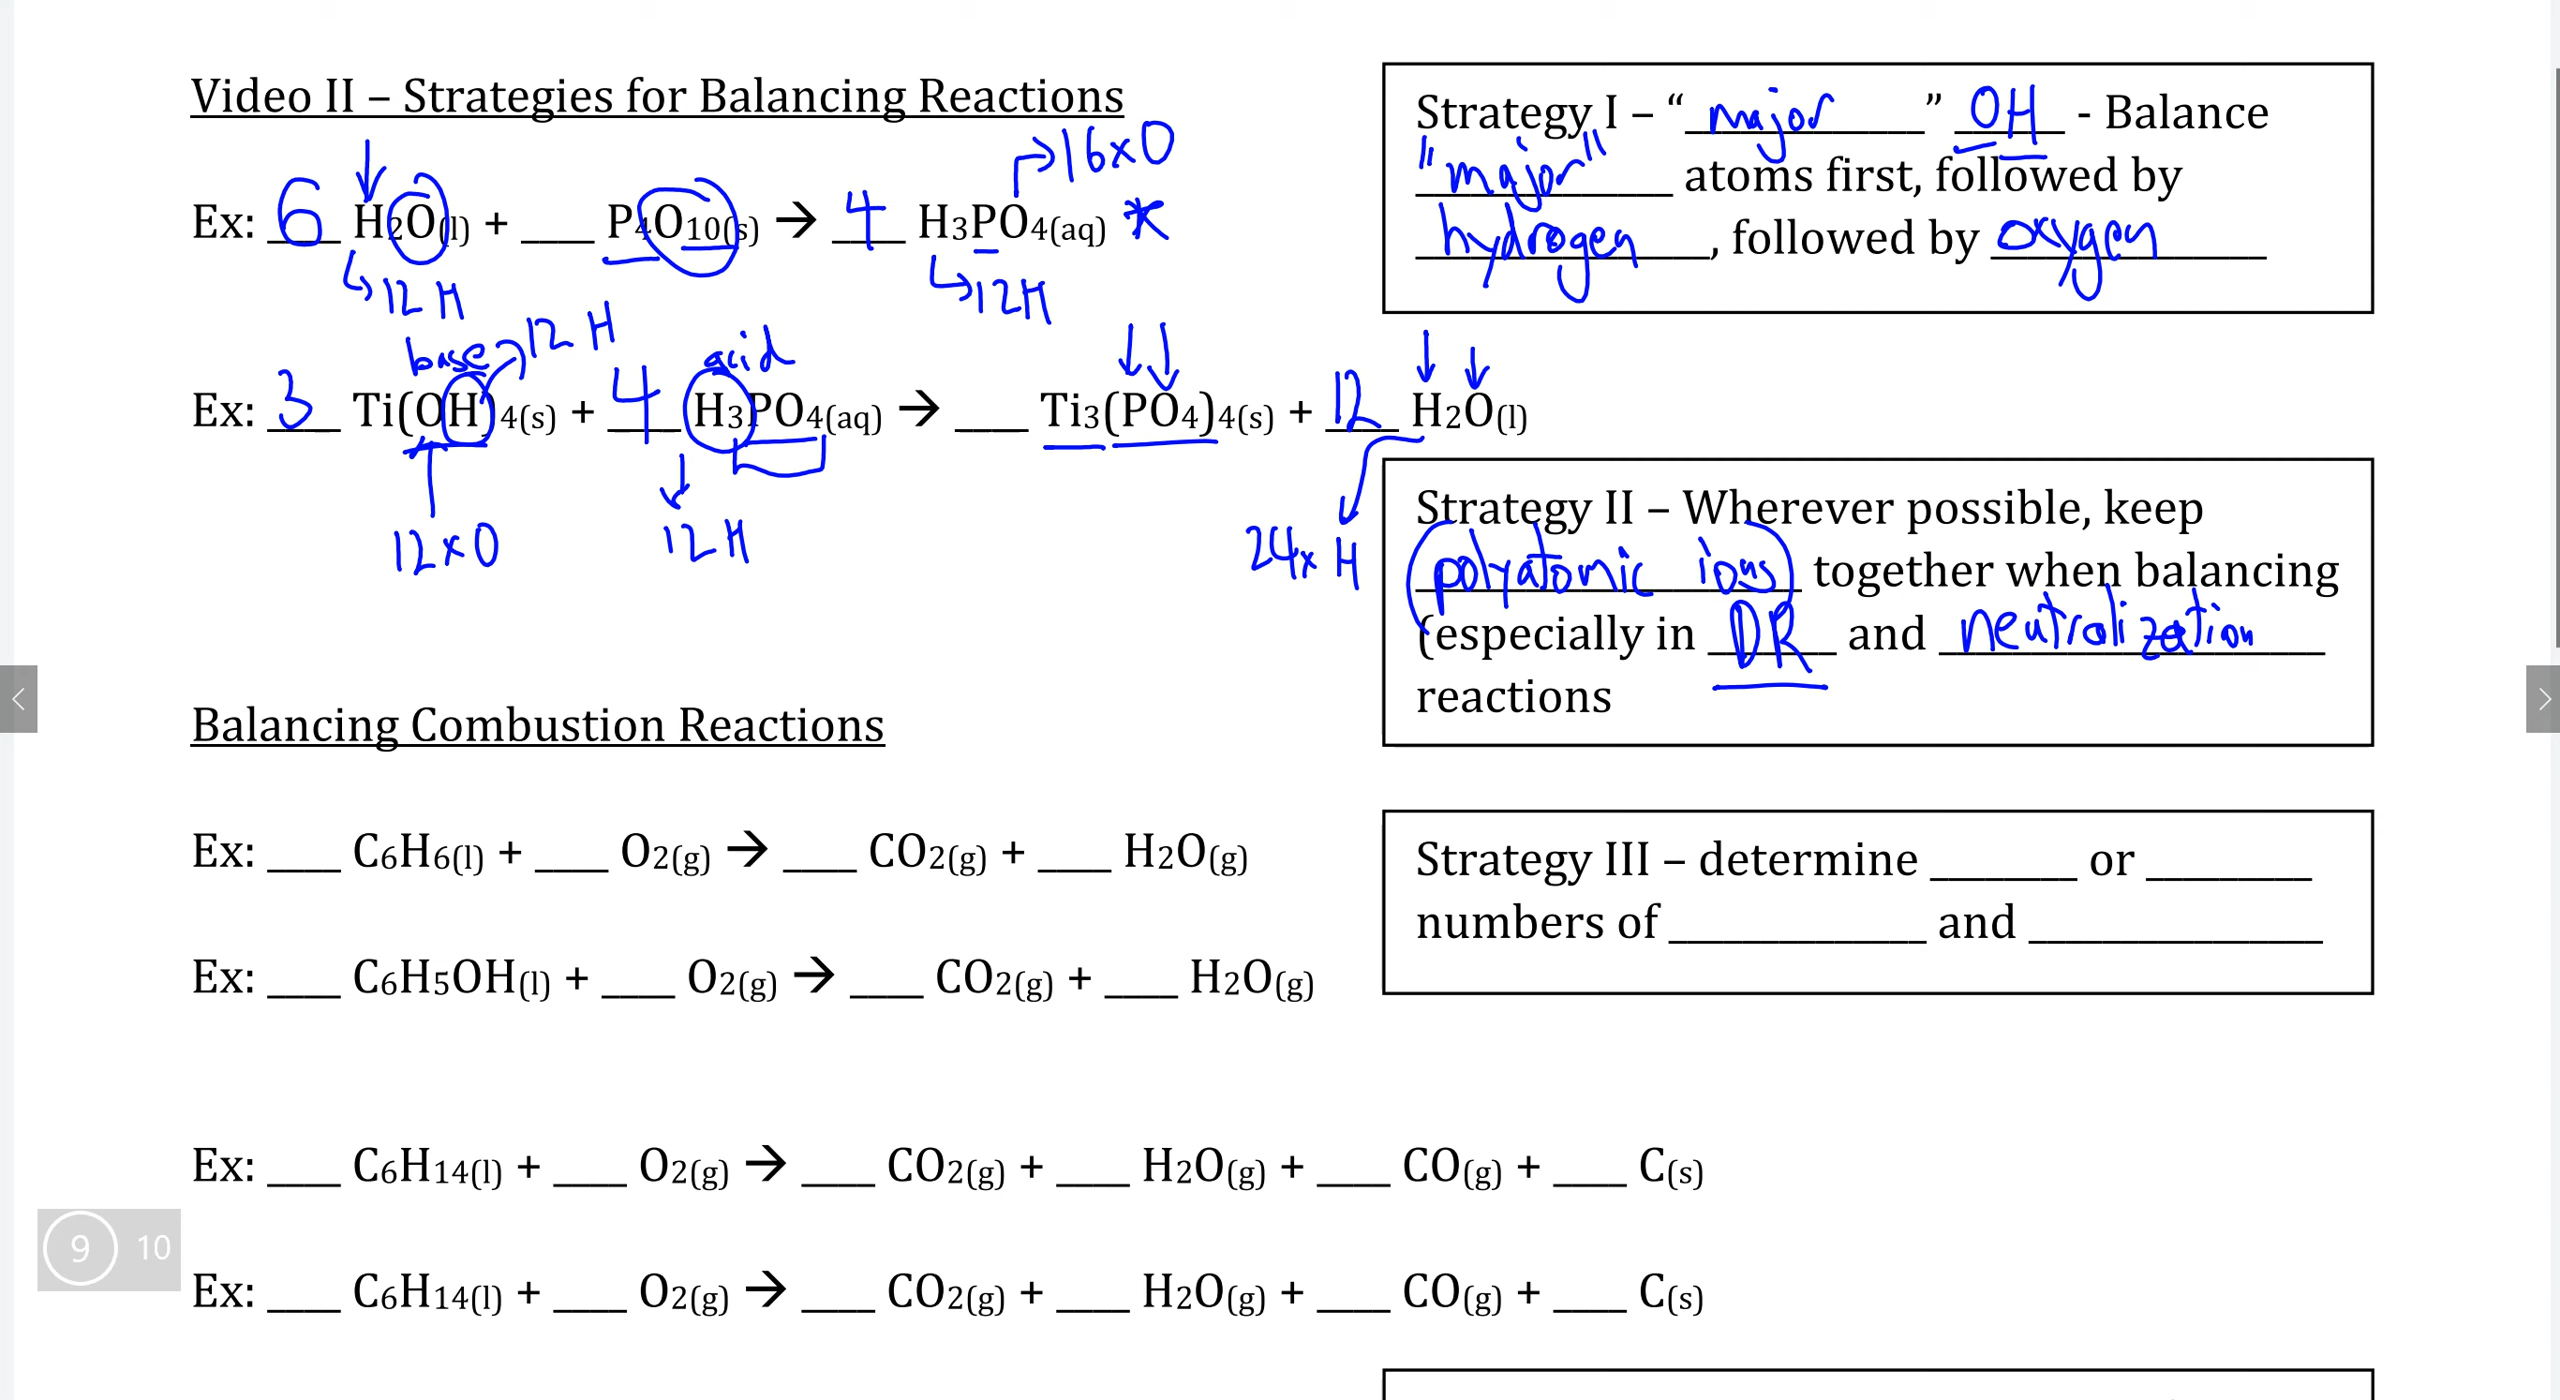 Video II – Strategies for Balancing Reactions
16xO
Ex: 6 H2O(l) + ____ P4O10(s) → 4 H3PO4(aq) *
12 H
12H
base 12 H
acid
Ex: 3 Ti(OH)4(s) + 4 H3PO4(aq) → ____ Ti3(PO4)4(s) + 12 H2O(l)
12xO
12H
24x H
Strategy I – “major” OH - Balance
"major" atoms first, followed by
hydrogen, followed by oxygen
Strategy II – Wherever possible, keep
polyatomic ions together when balancing
(especially in DR and neutralization
reactions
Balancing Combustion Reactions
Ex: ____ C6H6(l) + ____ O2(g) → ____ CO2(g) + ____ H2O(g)
Ex: ____ C6H5OH(l) + ____ O2(g) → ____ CO2(g) + ____ H2O(g)
Strategy III – determine ________ or _________
numbers of ______________ and ________________
Ex: ____ C6H14(l) + ____ O2(g) → ____ CO2(g) + ____ H2O(g) + ____ CO(g) + ____ C(s)
Ex: ____ C6H14(l) + ____ O2(g) → ____ CO2(g) + ____ H2O(g) + ____ CO(g) + ____ C(s)
9 10